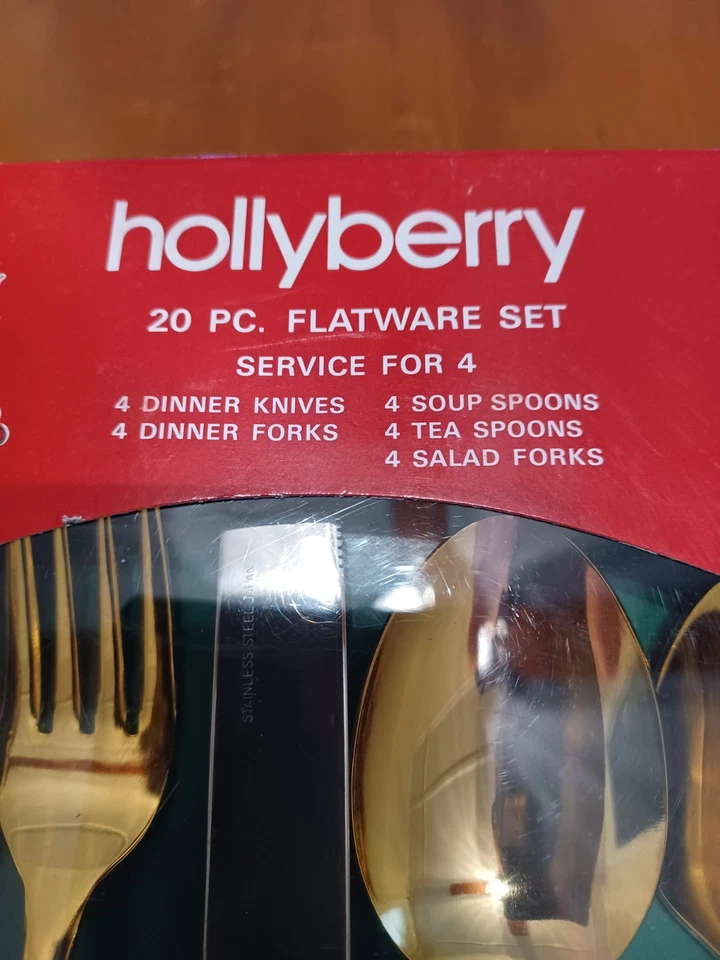 hollyberry
20 PC. FLATWARE SET
SERVICE FOR 4
4 DINNER KNIVES
4 DINNER FORKS
4 SOUP SPOONS
4 TEA SPOONS
4 SALAD FORKS
STAINLESS STEEL